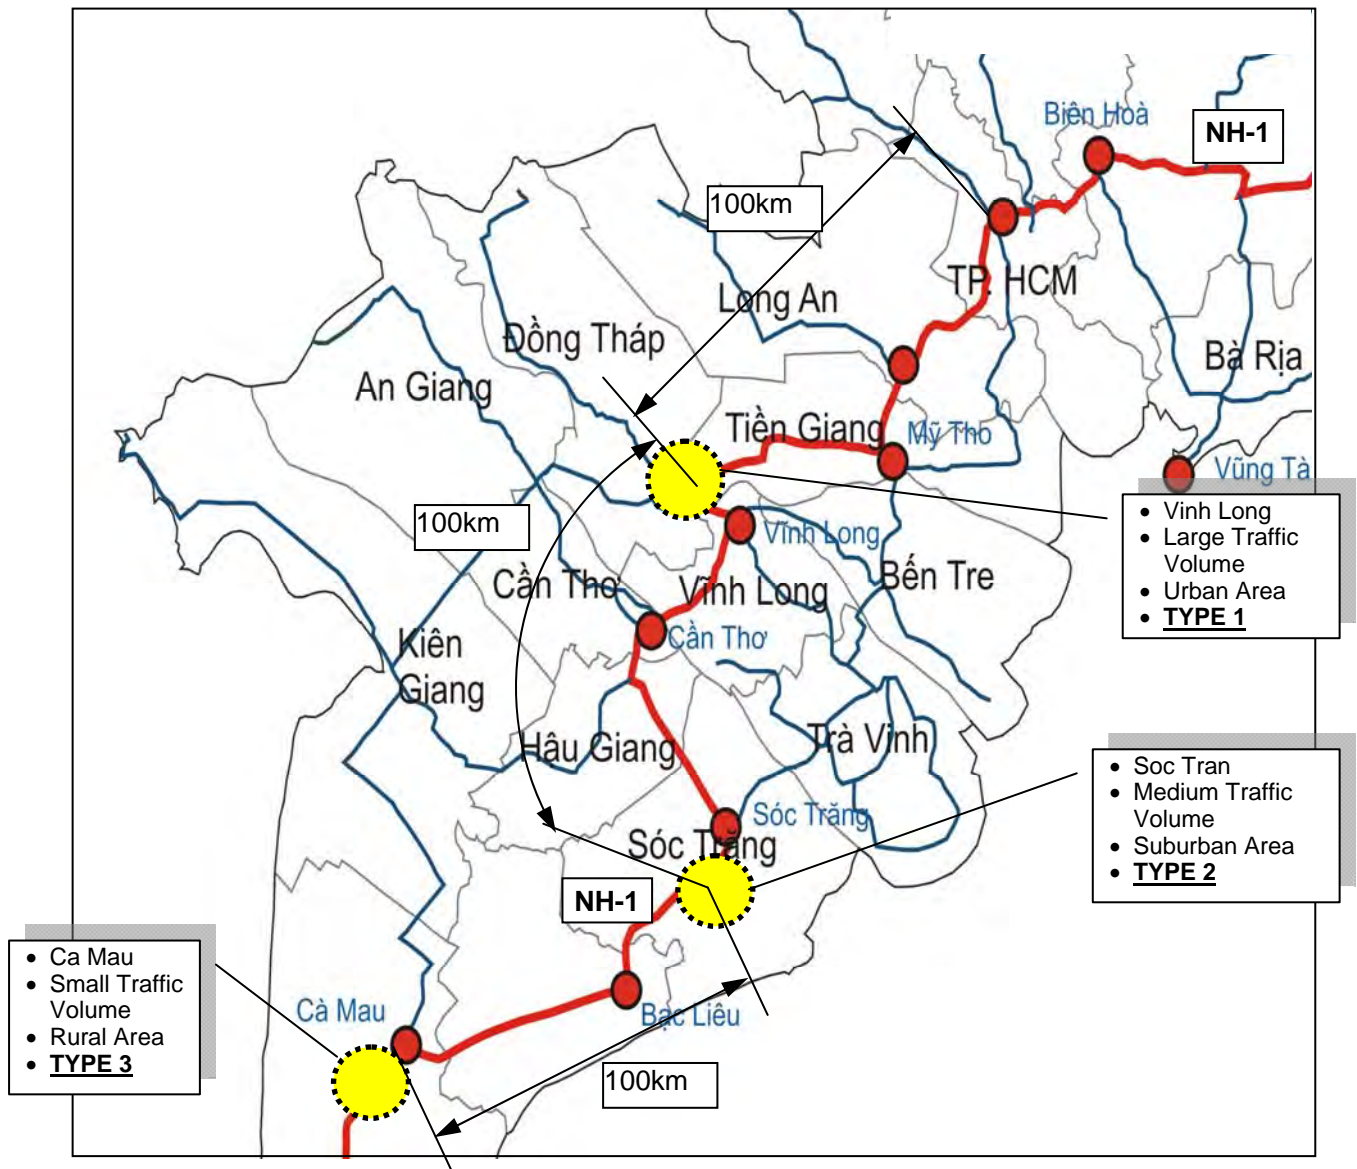 Biên Hoà
NH-1
100km
TP. HCM
Long An
Đồng Tháp
Bà Rịa
An Giang
Tiền Giang
Mỹ Tho
Vũng Tà
• Vinh Long
• Large Traffic
Volume
• Urban Area
• TYPE 1
100km
Vĩnh Long
Cần Thơ
Vĩnh Long
Bến Tre
Cần Thơ
Kiên
Giang
Hâu Giang
Trà Vinh
• Soc Tran
• Medium Traffic
Volume
• Suburban Area
• TYPE 2
Sóc Trăng
Sóc Trăng
NH-1
• Ca Mau
• Small Traffic
Volume
• Rural Area
• TYPE 3
Cà Mau
Bạc Liêu
100km